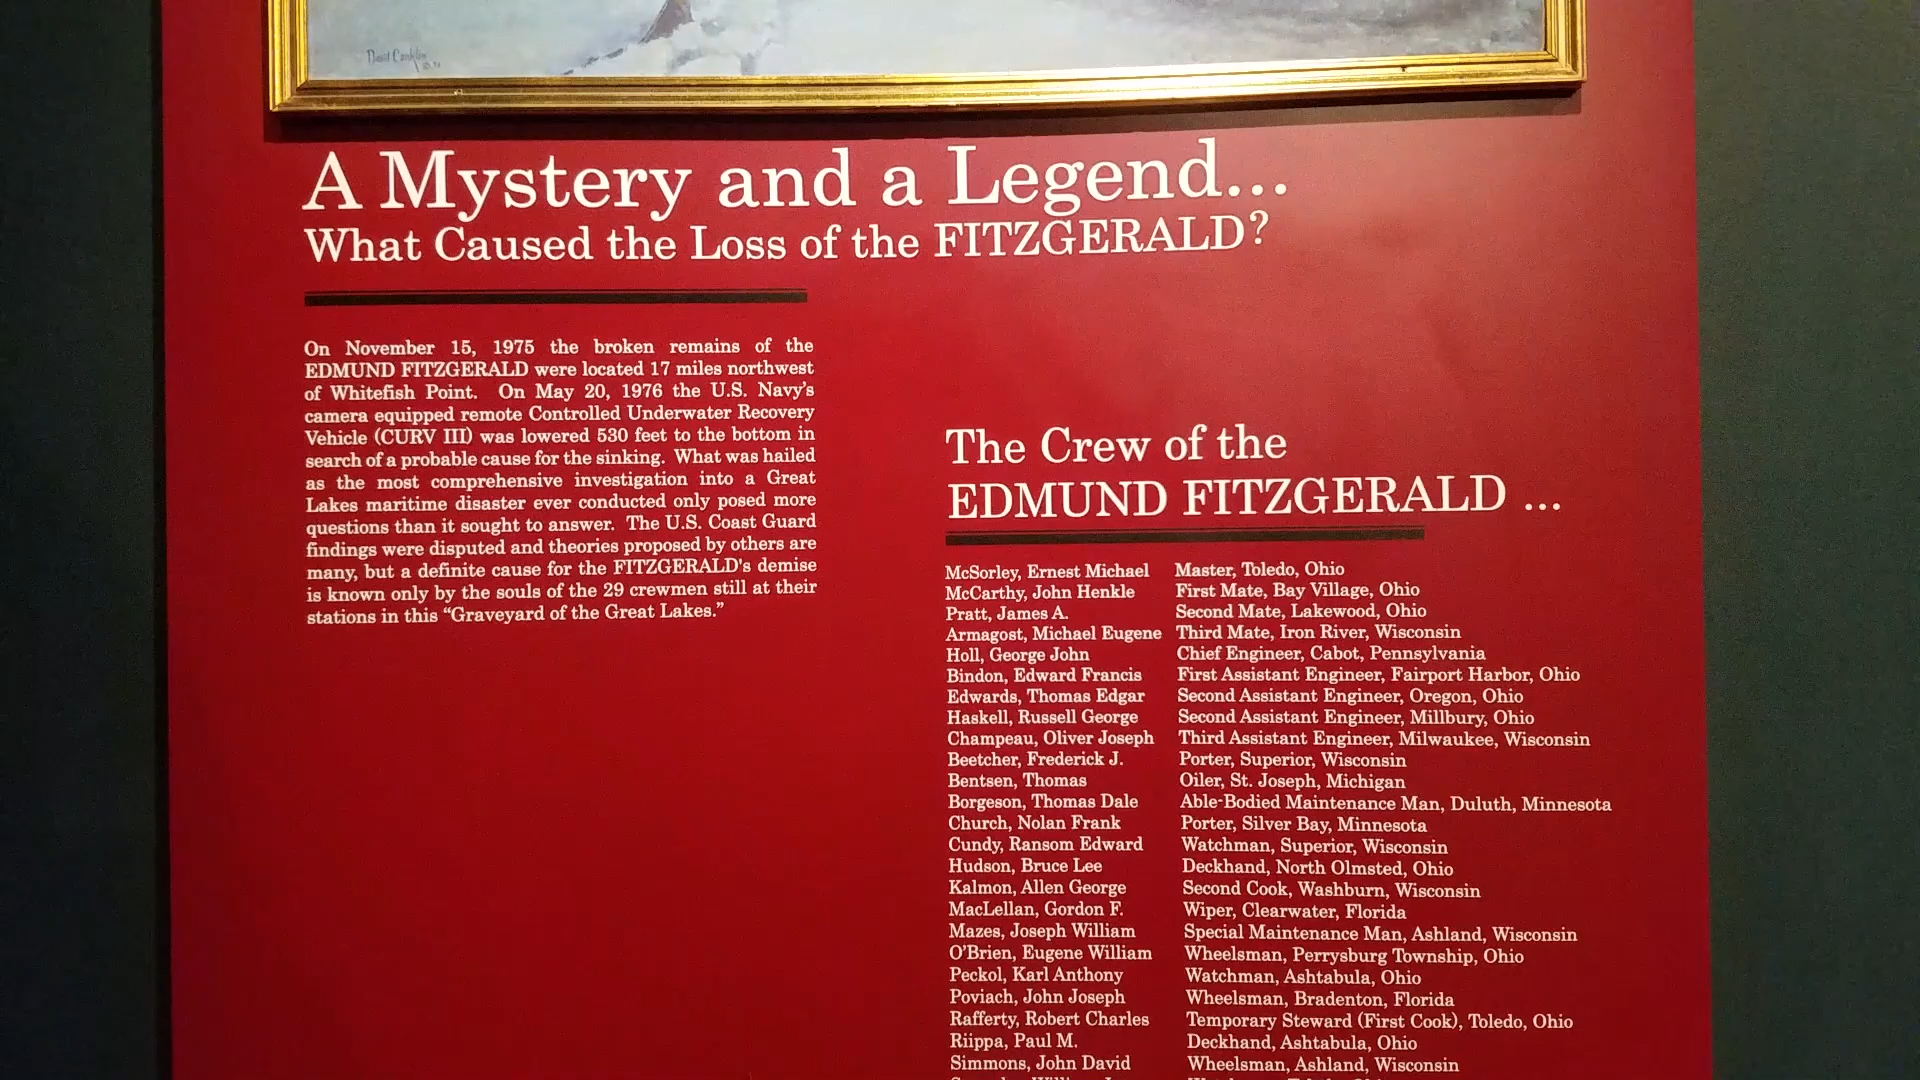 A Mystery and a Legend...
What Caused the Loss of the FITZGERALD?
On November 15, 1975 the broken remains of the
EDMUND FITZGERALD were located 17 miles northwest
of Whitefish Point. On May 20, 1976 the U.S. Navy's
camera equipped remote Controlled Underwater Recovery
Vehicle (CURV III) was lowered 530 feet to the bottom in
search of a probable cause for the sinking. What was hailed
as the most comprehensive investigation into a Great
Lakes maritime disaster ever conducted only posed more
questions than it sought to answer. The U.S. Coast Guard
findings were disputed and theories proposed by others are
many, but a definite cause for the FITZGERALD's demise
is known only by the souls of the 29 crewmen still at their
stations in this “Graveyard of the Great Lakes.”
The Crew of the
EDMUND FITZGERALD ...
McSorley, Ernest Michael Master, Toledo, Ohio
McCarthy, John Henkle First Mate, Bay Village, Ohio
Pratt, James A. Second Mate, Lakewood, Ohio
Armagost, Michael Eugene Third Mate, Iron River, Wisconsin
Holl, George John Chief Engineer, Cabot, Pennsylvania
Bindon, Edward Francis First Assistant Engineer, Fairport Harbor, Ohio
Edwards, Thomas Edgar Second Assistant Engineer, Oregon, Ohio
Haskell, Russell George Second Assistant Engineer, Millbury, Ohio
Champeau, Oliver Joseph Third Assistant Engineer, Milwaukee, Wisconsin
Beetcher, Frederick J. Porter, Superior, Wisconsin
Bentsen, Thomas Oiler, St. Joseph, Michigan
Borgeson, Thomas Dale Able-Bodied Maintenance Man, Duluth, Minnesota
Church, Nolan Frank Porter, Silver Bay, Minnesota
Cundy, Ransom Edward Watchman, Superior, Wisconsin
Hudson, Bruce Lee Deckhand, North Olmsted, Ohio
Kalmon, Allen George Second Cook, Washburn, Wisconsin
MacLellan, Gordon F. Wiper, Clearwater, Florida
Mazes, Joseph William Special Maintenance Man, Ashland, Wisconsin
O'Brien, Eugene William Wheelsman, Perrysburg Township, Ohio
Peckol, Karl Anthony Watchman, Ashtabula, Ohio
Poviach, John Joseph Wheelsman, Bradenton, Florida
Rafferty, Robert Charles Temporary Steward (First Cook), Toledo, Ohio
Riippa, Paul M. Deckhand, Ashtabula, Ohio
Simmons, John David Wheelsman, Ashland, Wisconsin